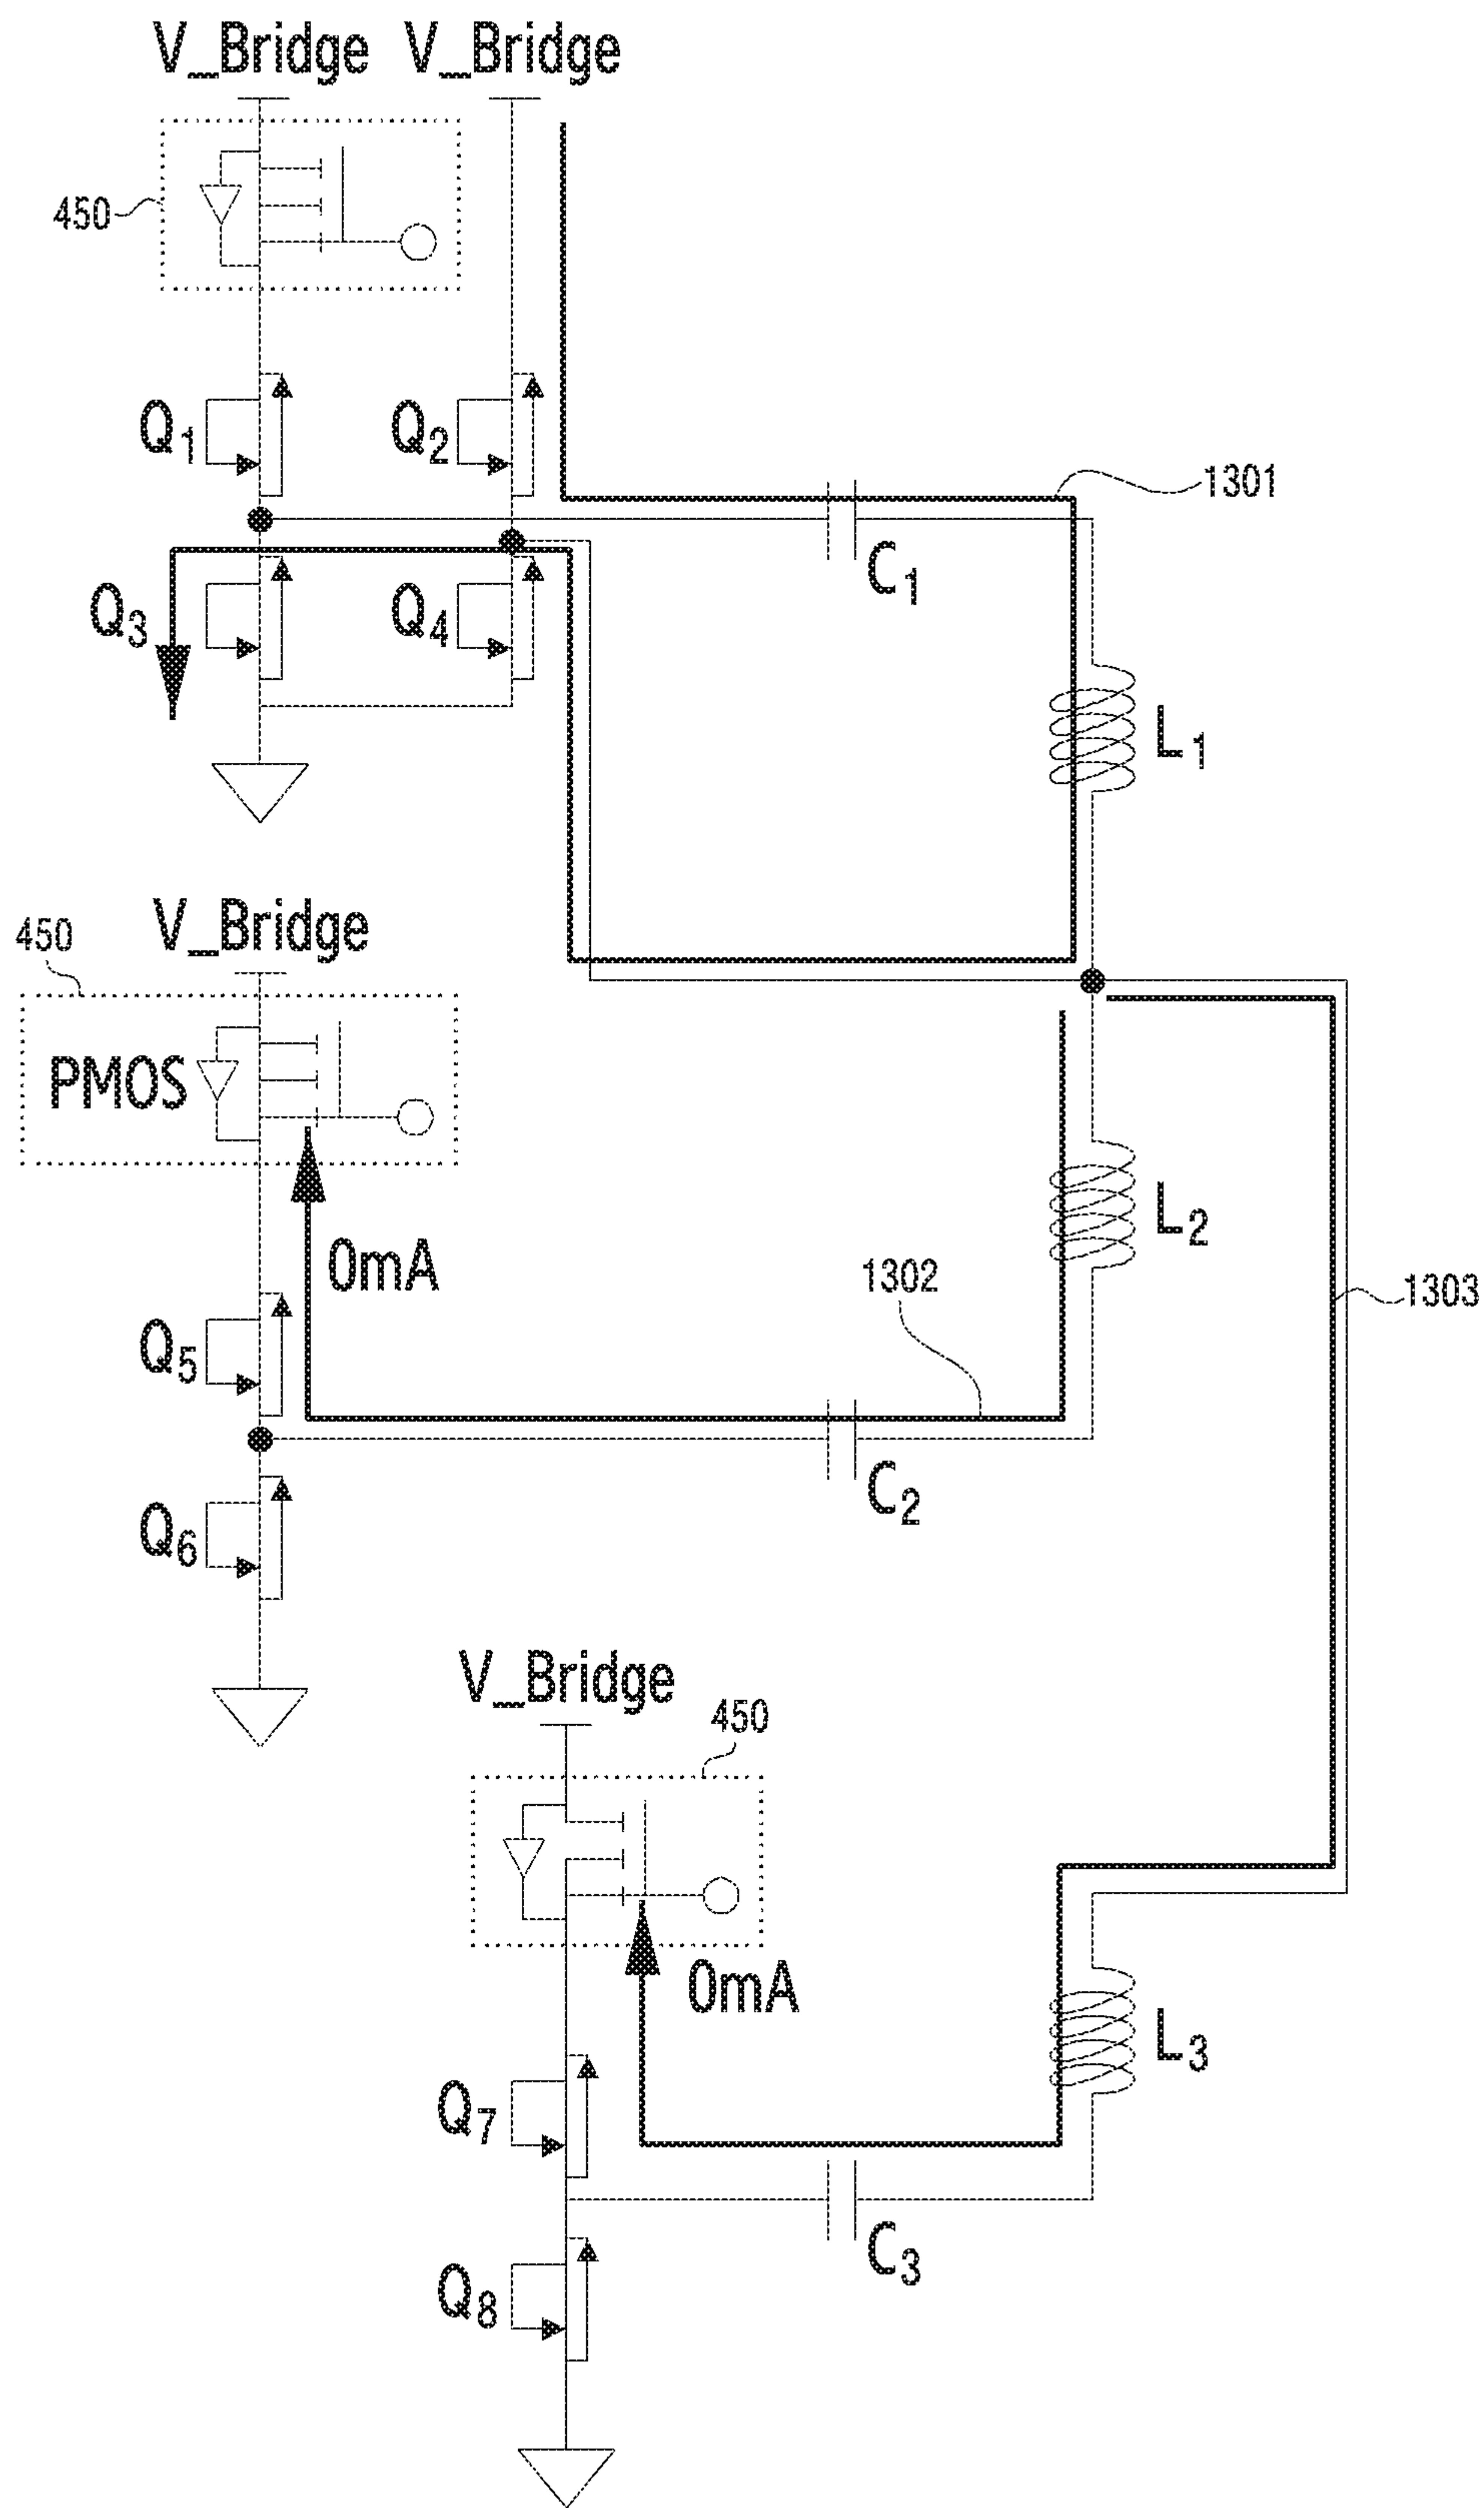 V_Bridge V_Bridge
450
Q1 Q2
1301
C1
Q3 Q4
L1
450 V_Bridge
PMOS
L2
0mA
1302
1303
Q5
C2
Q6
V_Bridge
450
0mA
L3
Q7
C3
Q8